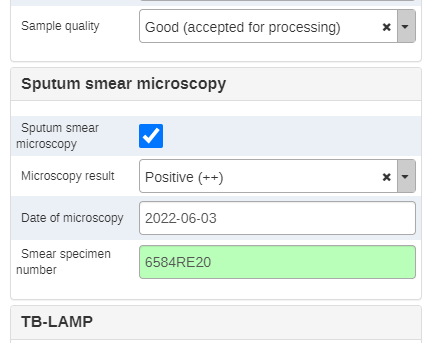 Sample quality
Good (accepted for processing)
Sputum smear microscopy
Sputum smear
microscopy
Microscopy result
Positive (++)
Date of microscopy
2022-06-03
Smear specimen
number
6584RE20
TB-LAMP